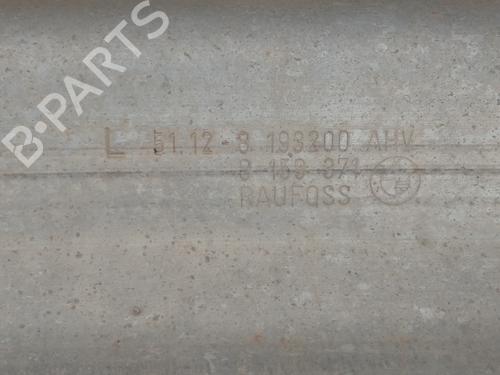 B-PARTS
L 51.12-8 193200 AHV
8 159 371
RAUFOSS